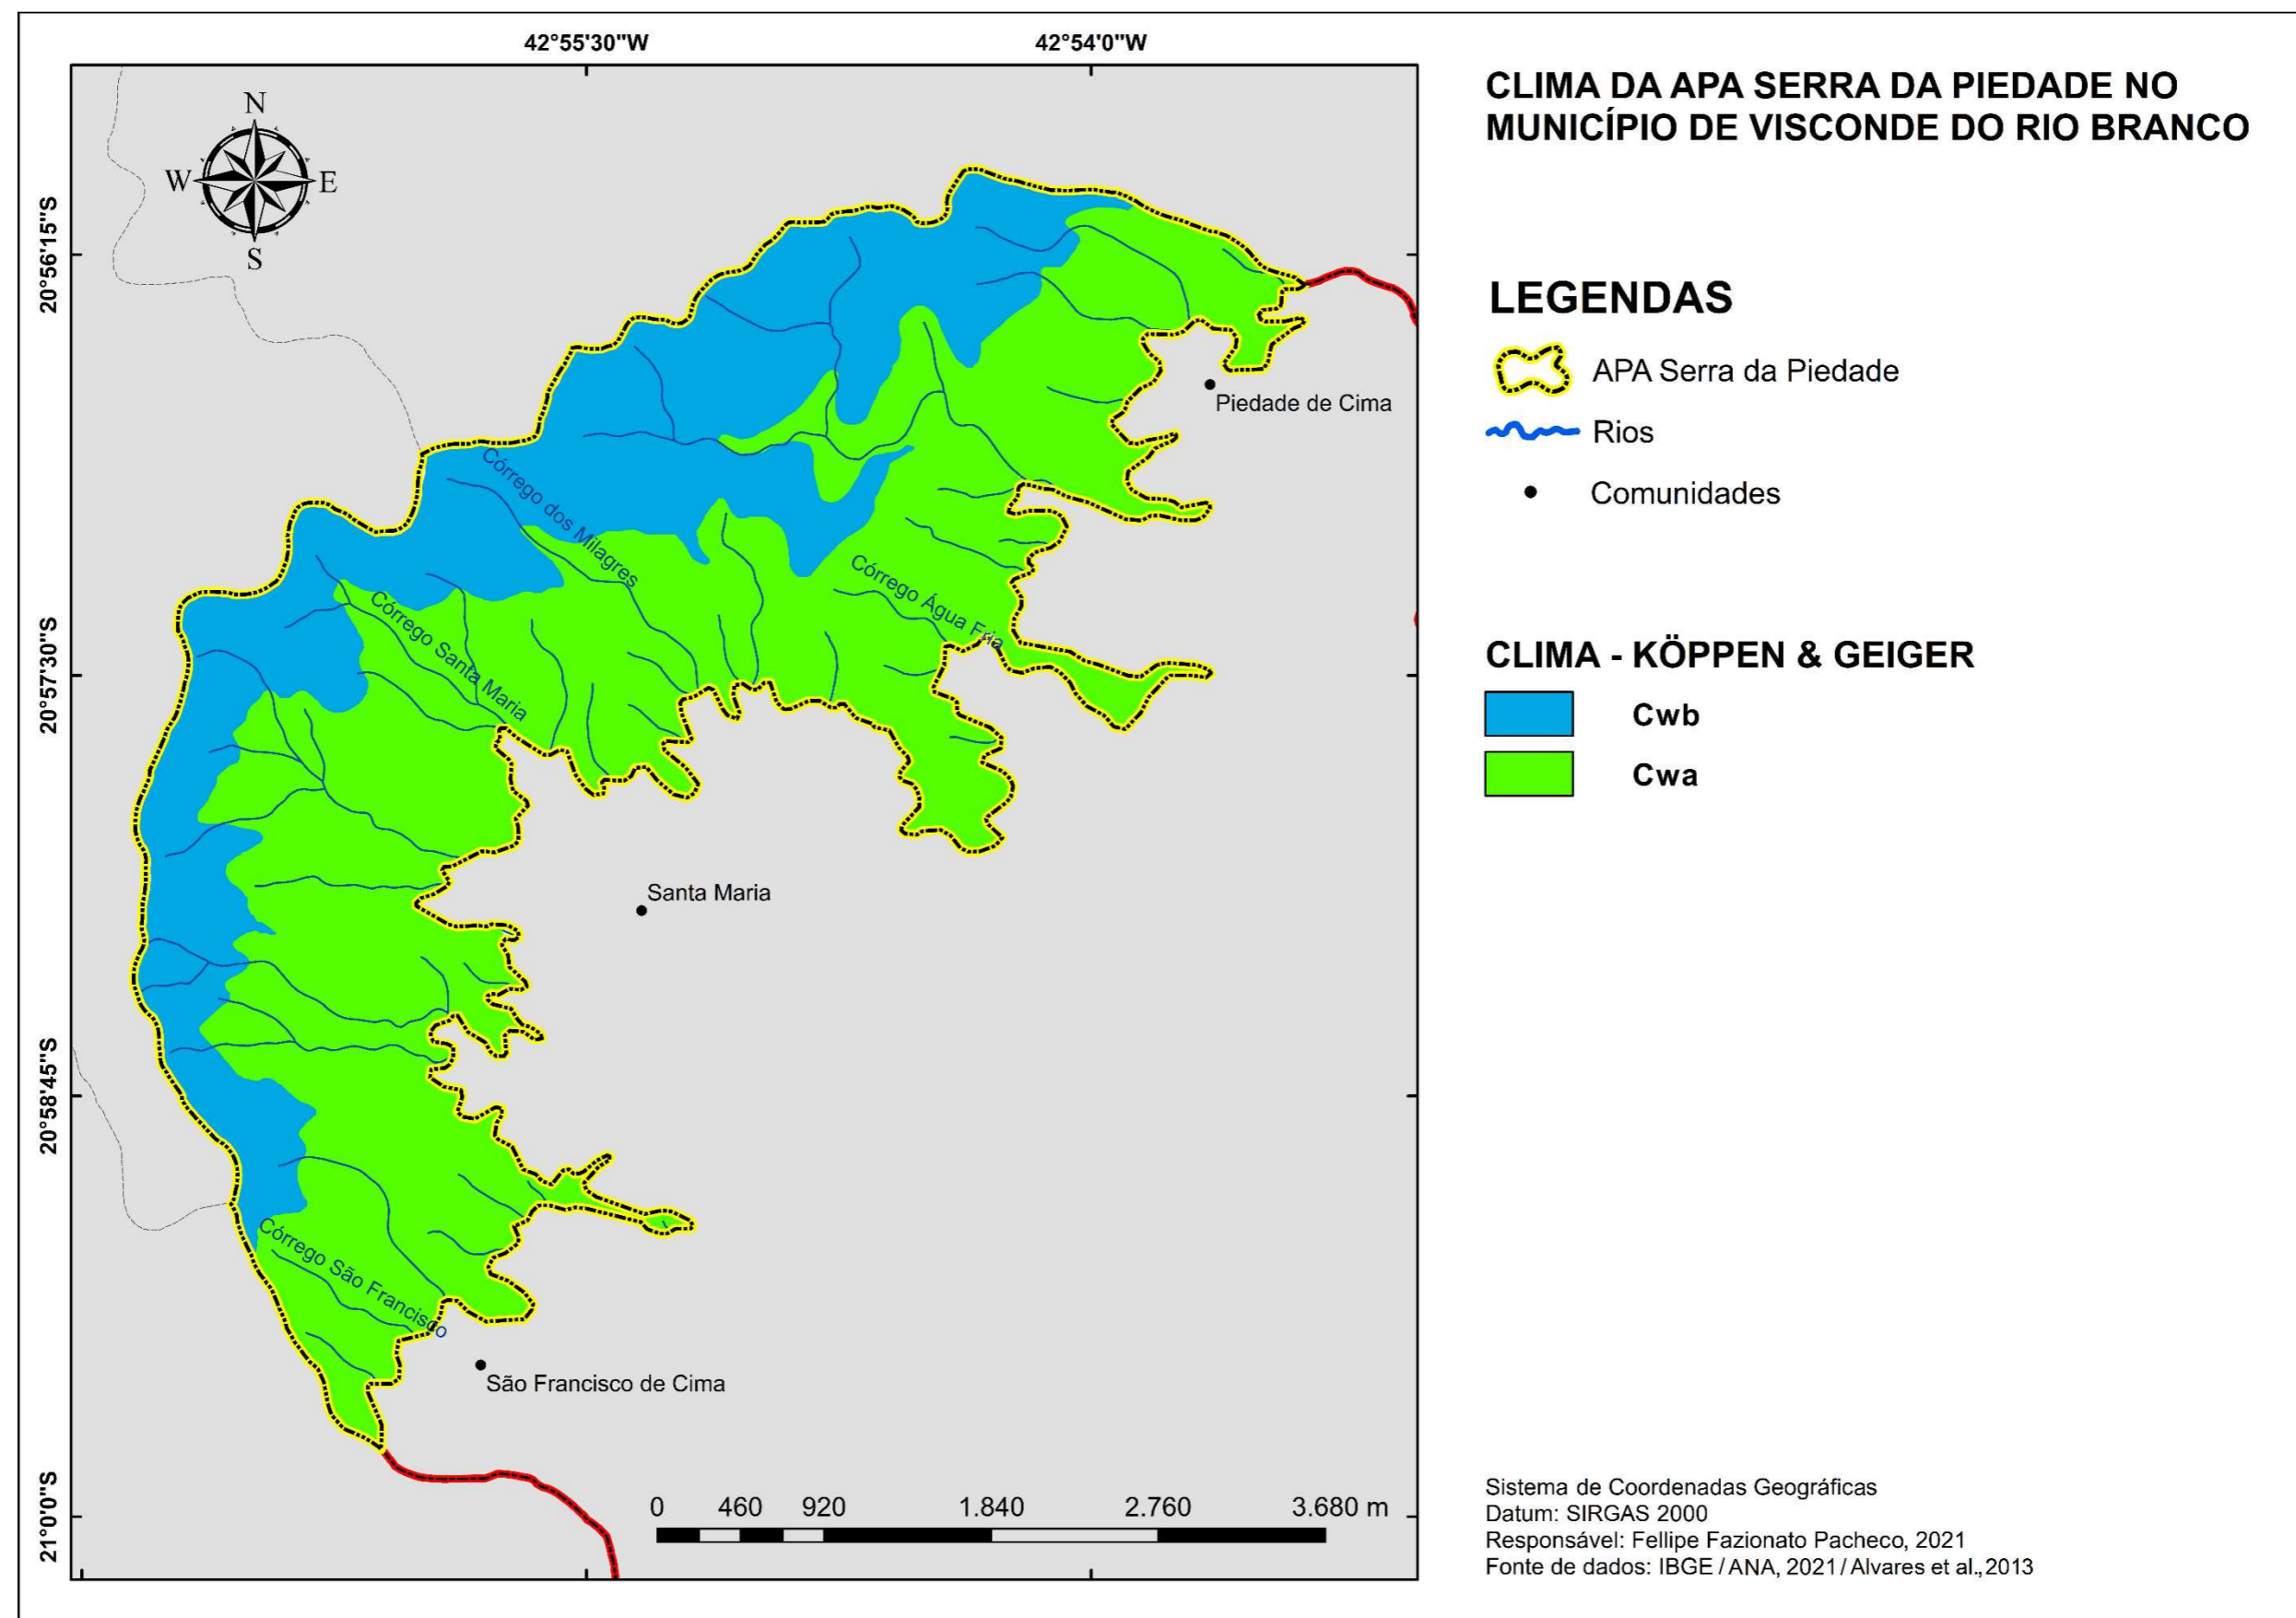 42°55'30"W
42°54'0"W
20°56'15"S
20°57'30"S
20°58'45"S
21°0'0"S
N
W
E
S
Piedade de Cima
Córrego dos Milagres
Córrego Água Fria
Córrego Santa Maria
Santa Maria
Córrego São Francisco
São Francisco de Cima
0 460 920 1.840 2.760 3.680 m
CLIMA DA APA SERRA DA PIEDADE NO
MUNICÍPIO DE VISCONDE DO RIO BRANCO
LEGENDAS
APA Serra da Piedade
Rios
Comunidades
CLIMA - KÖPPEN & GEIGER
Cwb
Cwa
Sistema de Coordenadas Geográficas
Datum: SIRGAS 2000
Responsável: Fellipe Fazionato Pacheco, 2021
Fonte de dados: IBGE / ANA, 2021 / Alvares et al.,2013